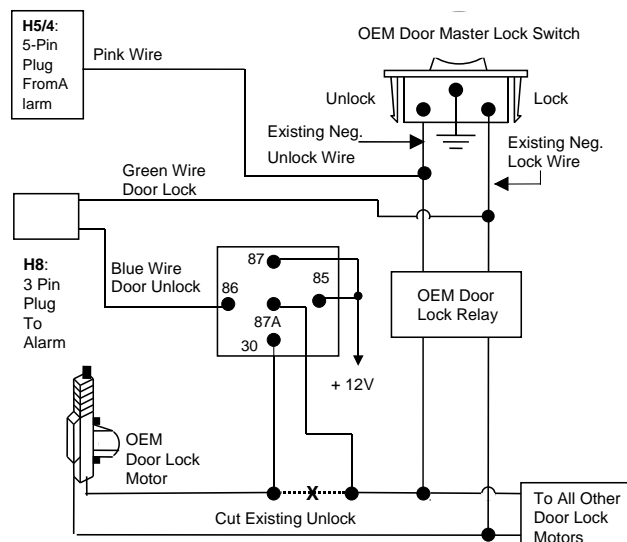 H5/4:
5-Pin
Plug
FromA
larm
Pink Wire
OEM Door Master Lock Switch
Unlock
Lock
Existing Neg.
Unlock Wire
Existing Neg.
Lock Wire
Green Wire
Door Lock
H8:
3 Pin
Plug
To
Alarm
Blue Wire
Door Unlock
87
86
85
87A
30
+ 12V
OEM Door
Lock Relay
OEM
Door Lock
Motor
X
Cut Existing Unlock
To All Other
Door Lock
Motors